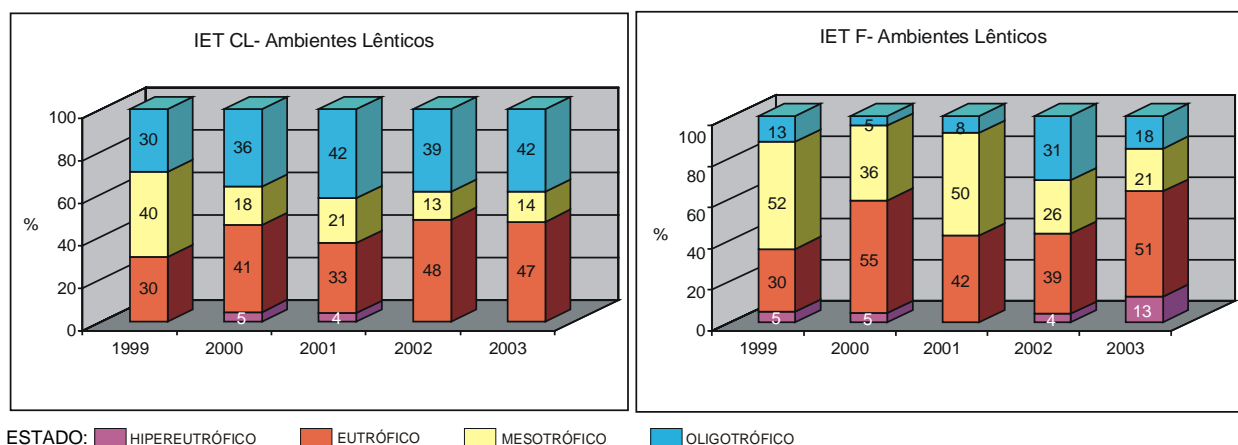 IET CL- Ambientes Lênticos
100
80
60
%
40
20
0
30 36 42 39 42
40 18 21 13 14
30 41 33 48 47
5 4
1999 2000 2001 2002 2003
IET F- Ambientes Lênticos
100
80
60
%
40
20
0
13 5 8 31 18
52 36 50 26 21
30 55 42 39 51
5 5 4 13
1999 2000 2001 2002 2003
ESTADO: HIPEREUTRÓFICO EUTRÓFICO MESOTRÓFICO OLIGOTRÓFICO